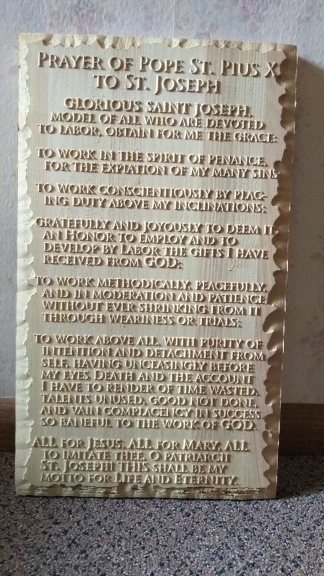 PRAYER OF POPE ST. PIUS X
TO ST. JOSEPH
GLORIOUS SAINT JOSEPH,
MODEL OF ALL WHO ARE DEVOTED
TO LABOR, OBTAIN FOR ME THE GRACE:
TO WORK IN THE SPIRIT OF PENANCE,
FOR THE EXPIATION OF MY MANY SINS
TO WORK CONSCIENTIOUSLY BY PLAC-
ING DUTY ABOVE MY INCLINATIONS;
GRATEFULLY AND JOYOUSLY TO DEEM IT
AN HONOR TO EMPLOY AND TO
DEVELOP BY LABOR THE GIFTS I HAVE
RECEIVED FROM GOD;
TO WORK METHODICALLY, PEACEFULLY,
AND IN MODERATION AND PATIENCE,
WITHOUT EVER SHRINKING FROM IT
THROUGH WEARINESS OR TRIALS;
TO WORK ABOVE ALL, WITH PURITY OF
INTENTION AND DETACHMENT FROM
SELF, HAVING UNCEASINGLY BEFORE
MY EYES DEATH AND THE ACCOUNT
I HAVE TO RENDER OF TIME WASTED,
TALENTS UNUSED, GOOD NOT DONE,
AND VAIN COMPLACENCY IN SUCCESS,
SO BANEFUL TO THE WORK OF GOD.
ALL FOR JESUS, ALL FOR MARY, ALL
TO IMITATE THEE, O PATRIARCH
ST. JOSEPH! THIS SHALL BE MY
MOTTO FOR LIFE AND ETERNITY.